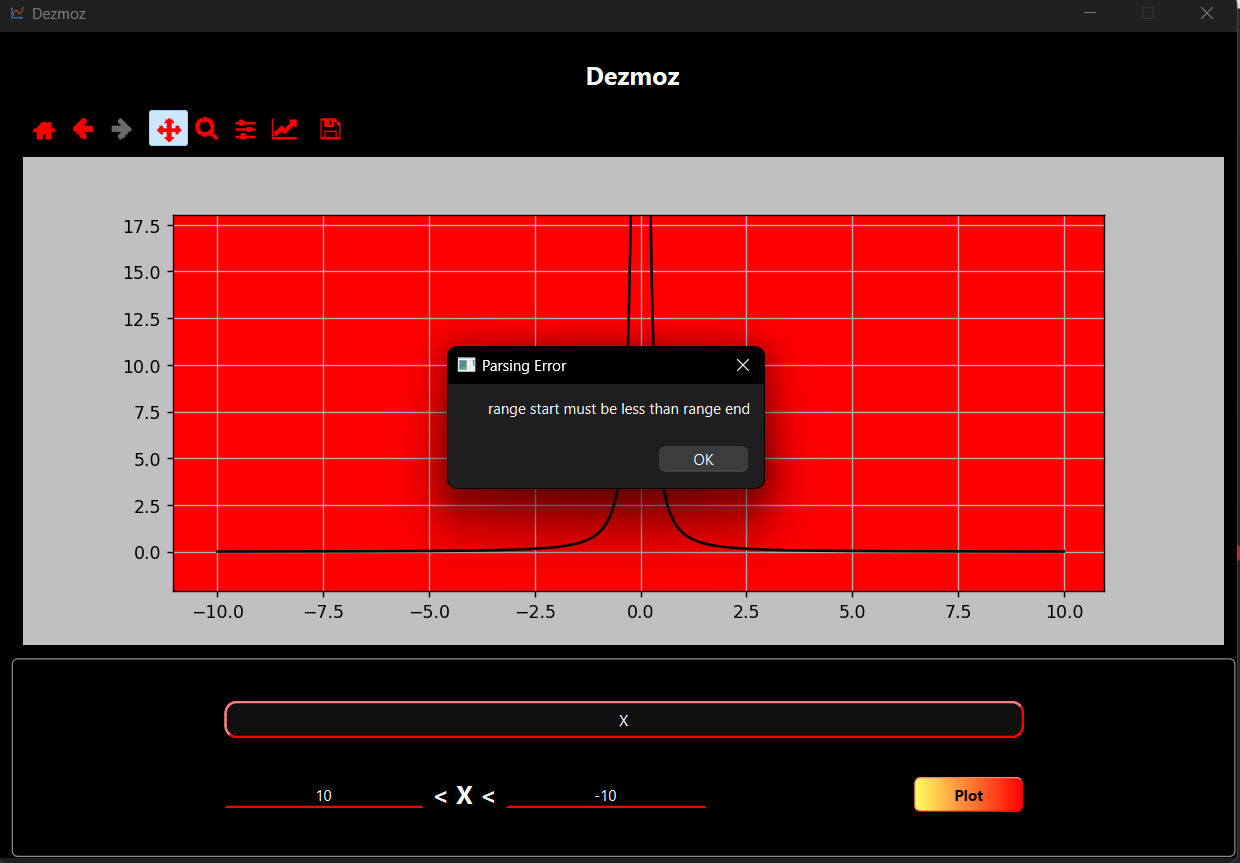 Dezmoz
Dezmoz
17.5
15.0
12.5
10.0
7.5
5.0
2.5
0.0
−10.0 −7.5 −5.0 −2.5 0.0 2.5 5.0 7.5 10.0
Parsing Error
range start must be less than range end
OK
X
10 < X < -10 Plot